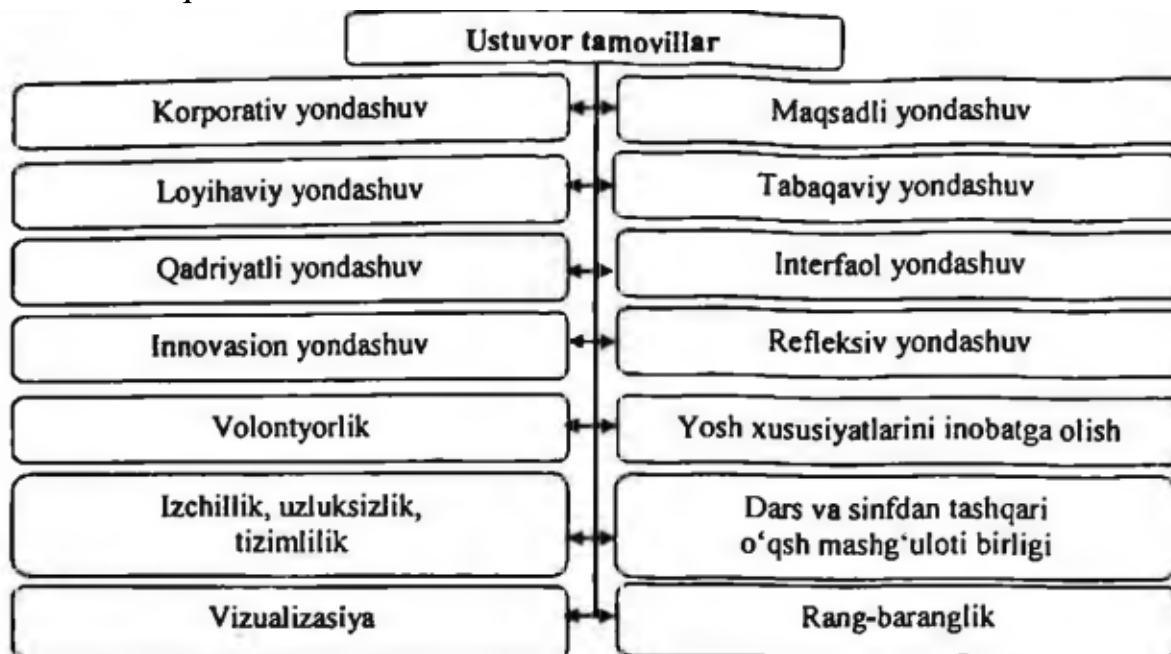 Ustuvor tamovillar
Korporativ yondashuv
Maqsadli yondashuv
Loyihaviy yondashuv
Tabaqaviy yondashuv
Qadriyatli yondashuv
Interfaol yondashuv
Innovasion yondashuv
Refleksiv yondashuv
Volontyorlik
Yosh xususiyatlarini inobatga olish
Izchillik, uzluksizlik,
tizimlilik
Dars va sinfdan tashqari
o‘qsh mashg‘uloti birligi
Vizualizasiya
Rang-baranglik